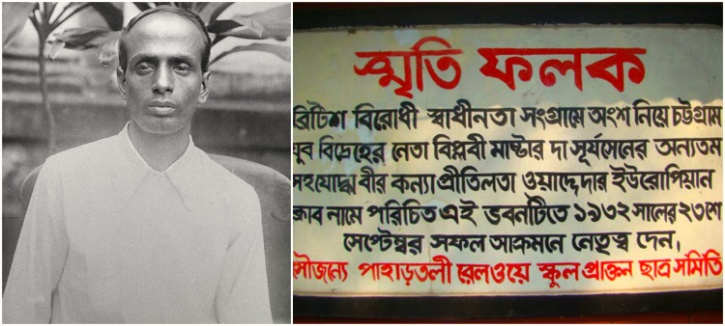 স্মৃতি ফলক
ব্রিটিশ বিরোধী স্বাধীনতা সংগ্রামে অংশ নিয়ে চট্টগ্রাম
যুব বিদ্রেহের নেতা বিপ্লবী মাষ্টার দা সূর্যসেনের অন্যতম
সহযোদ্ধা বীর কন্যা প্রীতিলতা ওয়াদ্দেদার ইউরোপিয়ান
ক্লাব নামে পরিচিত এই ভবনটিতে ১৯৩২ সালের ২৩শে
সেপ্টেম্বর সফল আক্রমনে নেতৃত্ব দেন,
সৌজন্যে পাহাড়তলী রেলওয়ে স্কুল প্রাক্তন ছাত্র সমিতি